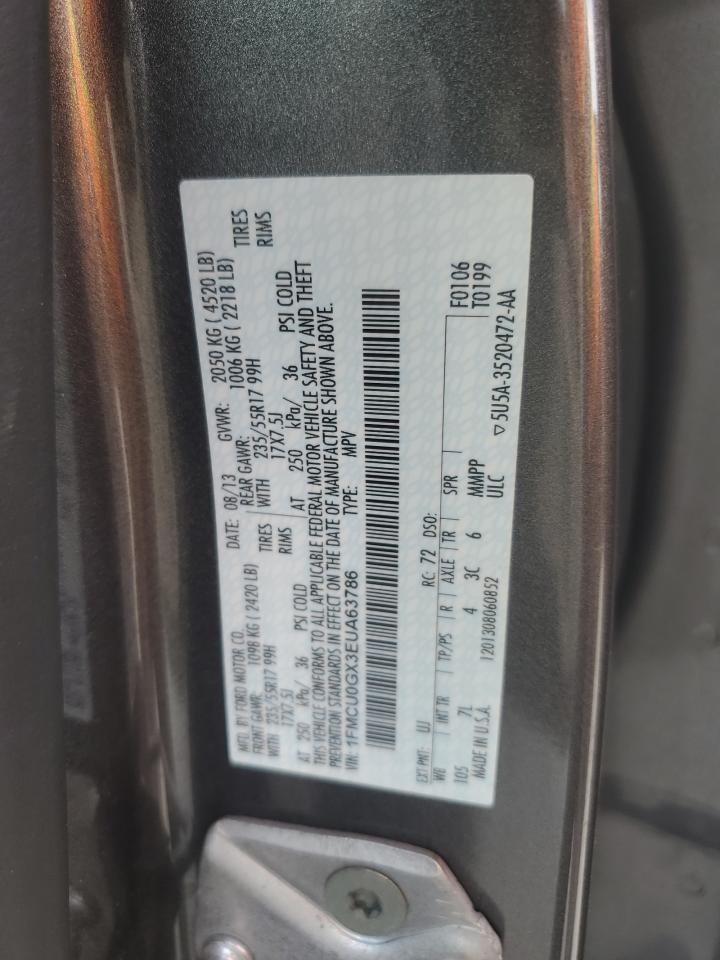 MFD. BY FORD MOTOR CO. DATE: 08/13 GVWR: 2050 KG ( 4520 LB)
FRONT GAWR: 1098 KG ( 2420 LB) REAR GAWR: 1006 KG ( 2218 LB)
WITH 235/55R17 99H TIRES WITH 235/55R17 99H TIRES
17X7.5J RIMS 17X7.5J RIMS
AT 250 kPa/ 36 PSI COLD AT 250 kPa/ 36 PSI COLD
THIS VEHICLE CONFORMS TO ALL APPLICABLE FEDERAL MOTOR VEHICLE SAFETY AND THEFT
PREVENTION STANDARDS IN EFFECT ON THE DATE OF MANUFACTURE SHOWN ABOVE.
VIN: 1FMCU0GX3EUA63786 TYPE: MPV
EXT PNT: UJ RC: 72 DSO: F0106
WB INT TR TP/PS R AXLE TR SPR T0199
105 7L 4 3C 6 MMPP
MADE IN U.S.A. 1201308060852 ULC ▽5U5A-3520472-AA